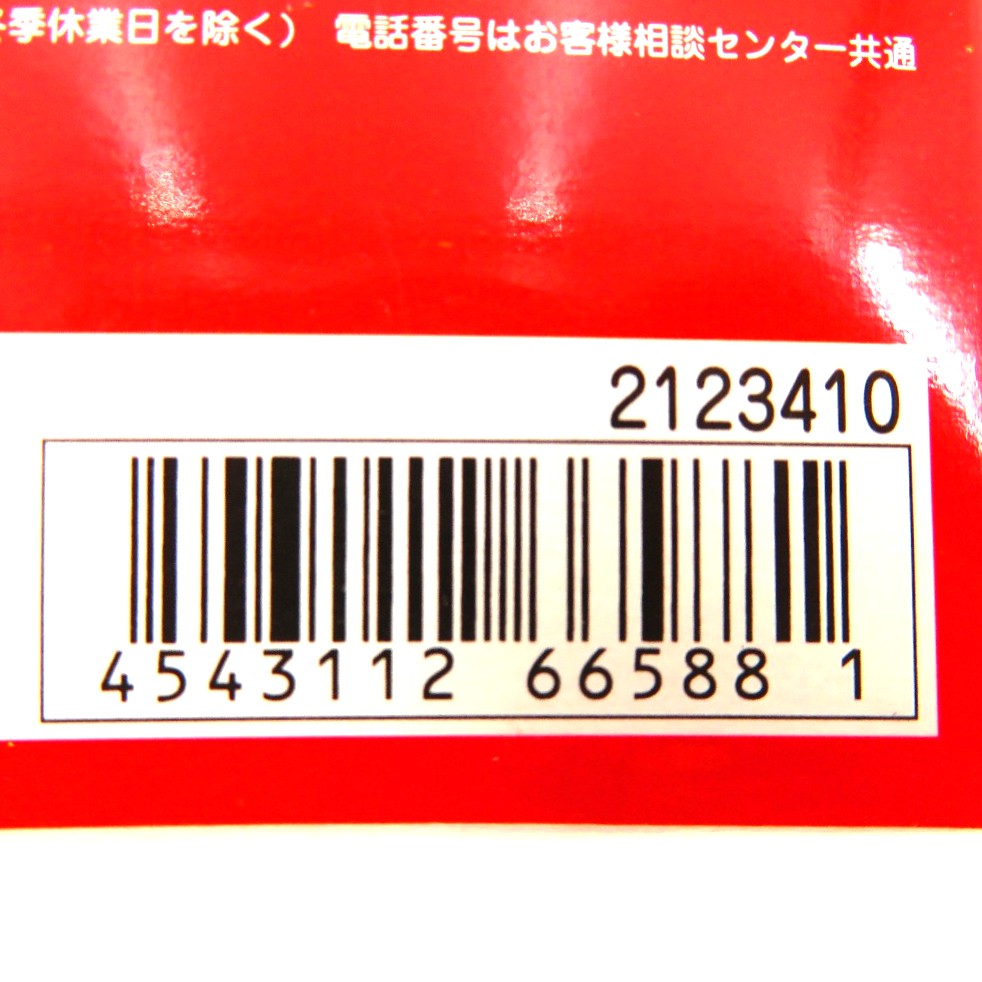 季休業日を除く） 電話番号はお客様相談センター共通
2123410
4543112 66588 1